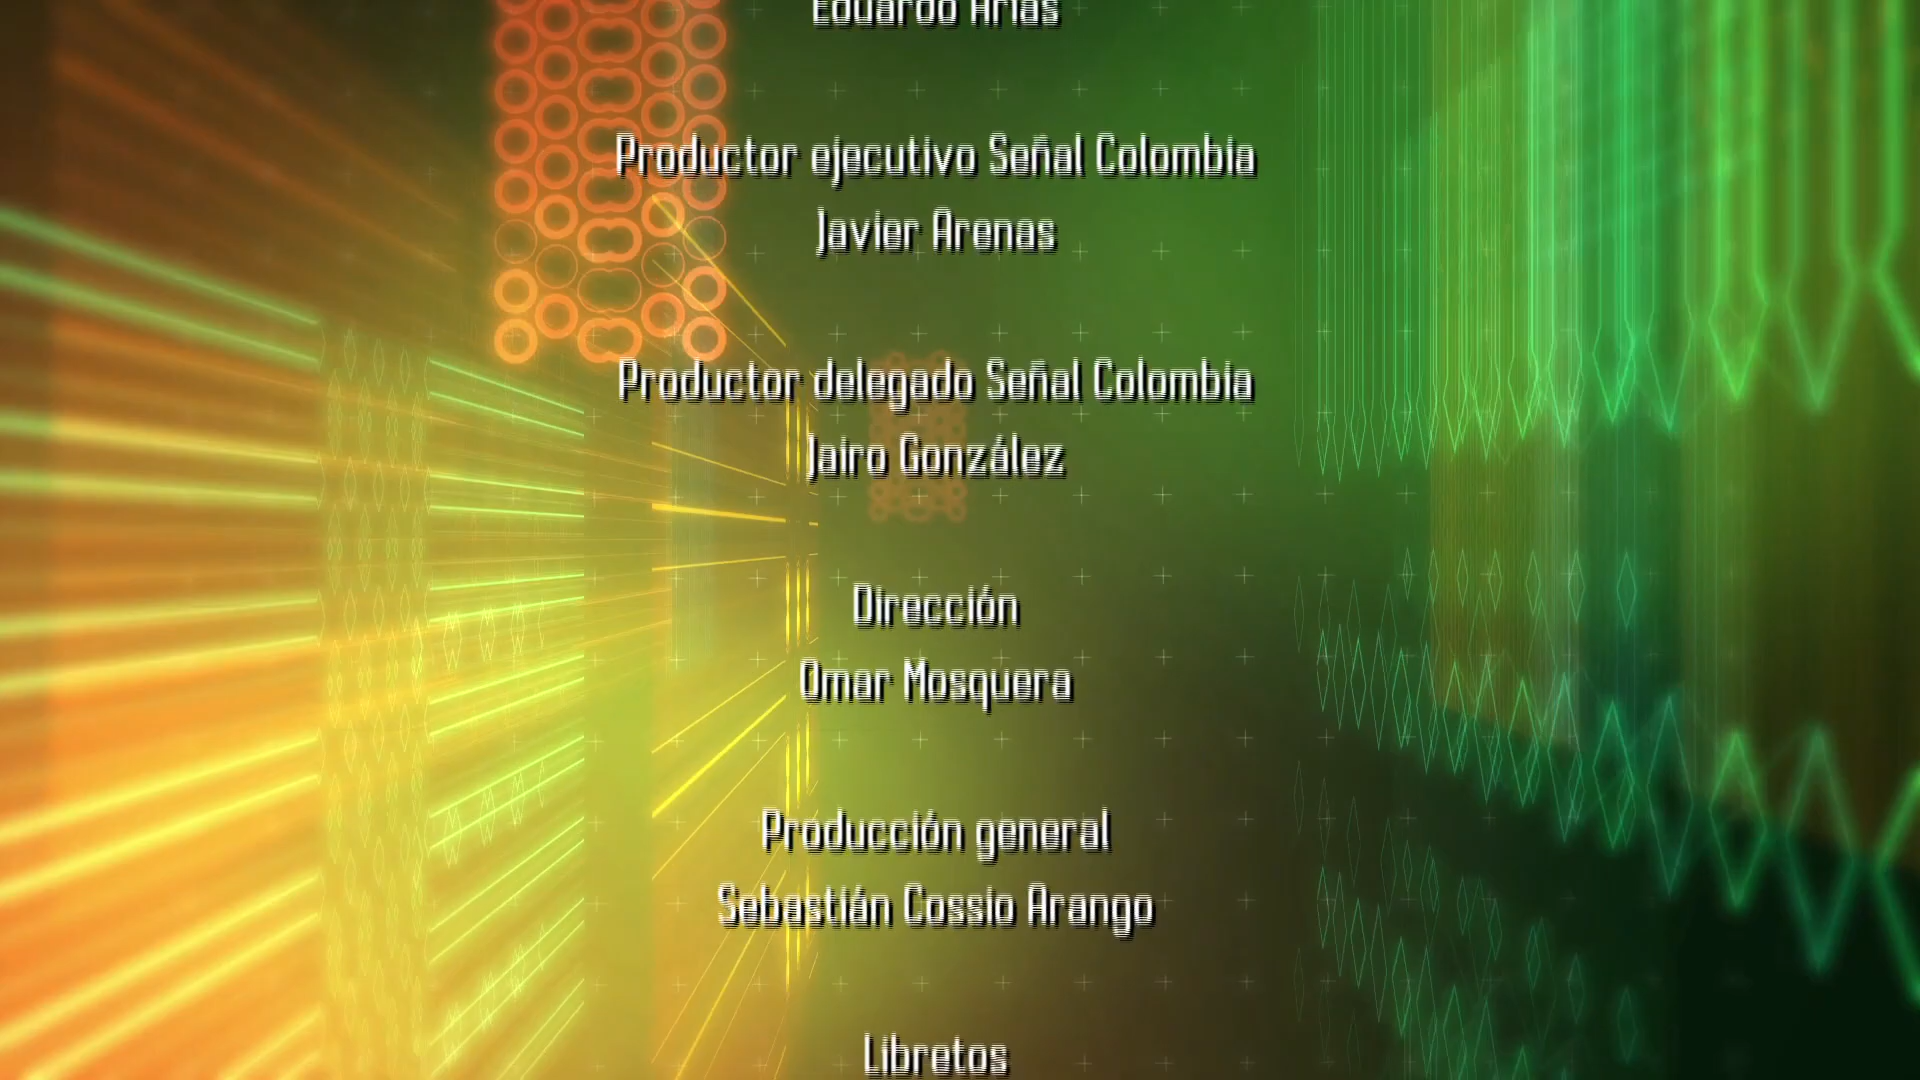 Eduardo Arias
Productor ejecutivo Señal Colombia
Javier Arenas
Productor delegado Señal Colombia
Jairo González
Dirección
Omar Mosquera
Producción general
Sebastián Cossio Arango
Libretos